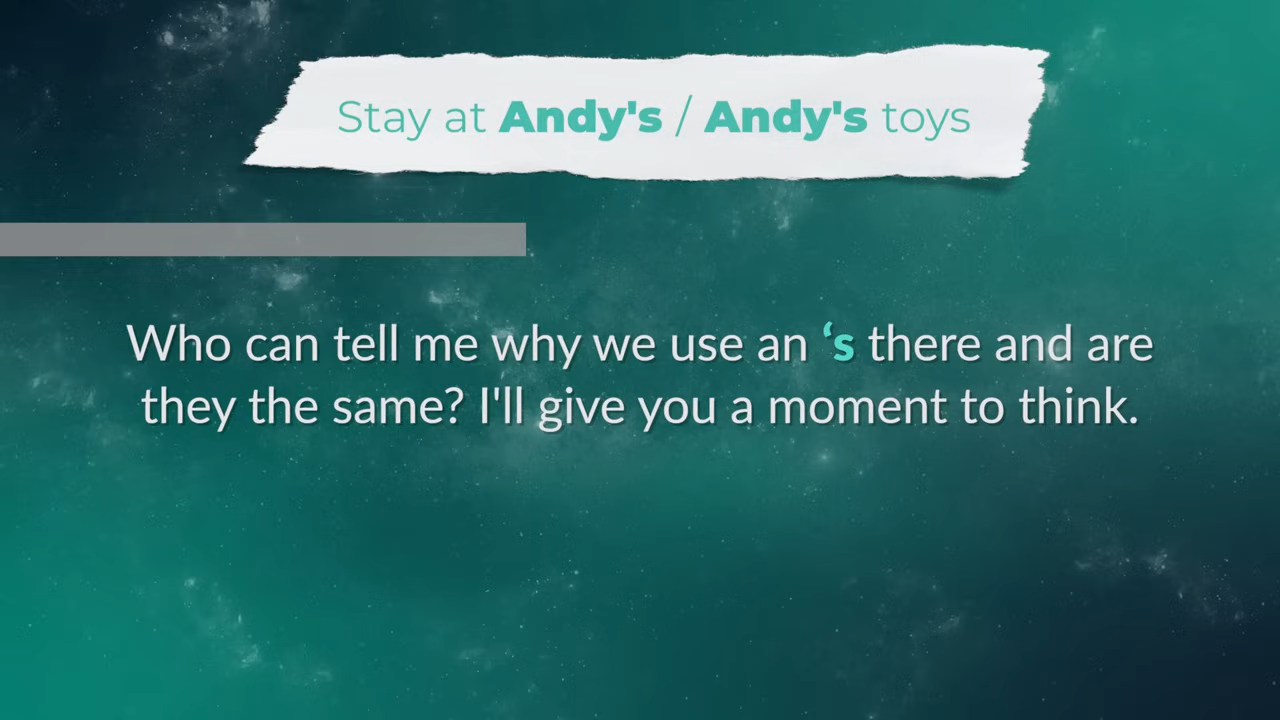 Stay at Andy's / Andy's toys
Who can tell me why we use an ‘s there and are
they the same? I'll give you a moment to think.